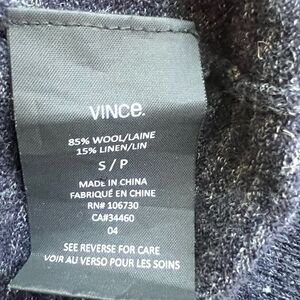 VINCE.
85% WOOL/LAINE
15% LINEN/LIN
S / P
MADE IN CHINA
FABRIQUÉ EN CHINE
RN# 106730
CA#34460
04
SEE REVERSE FOR CARE
VOIR AU VERSO POUR LES SOINS